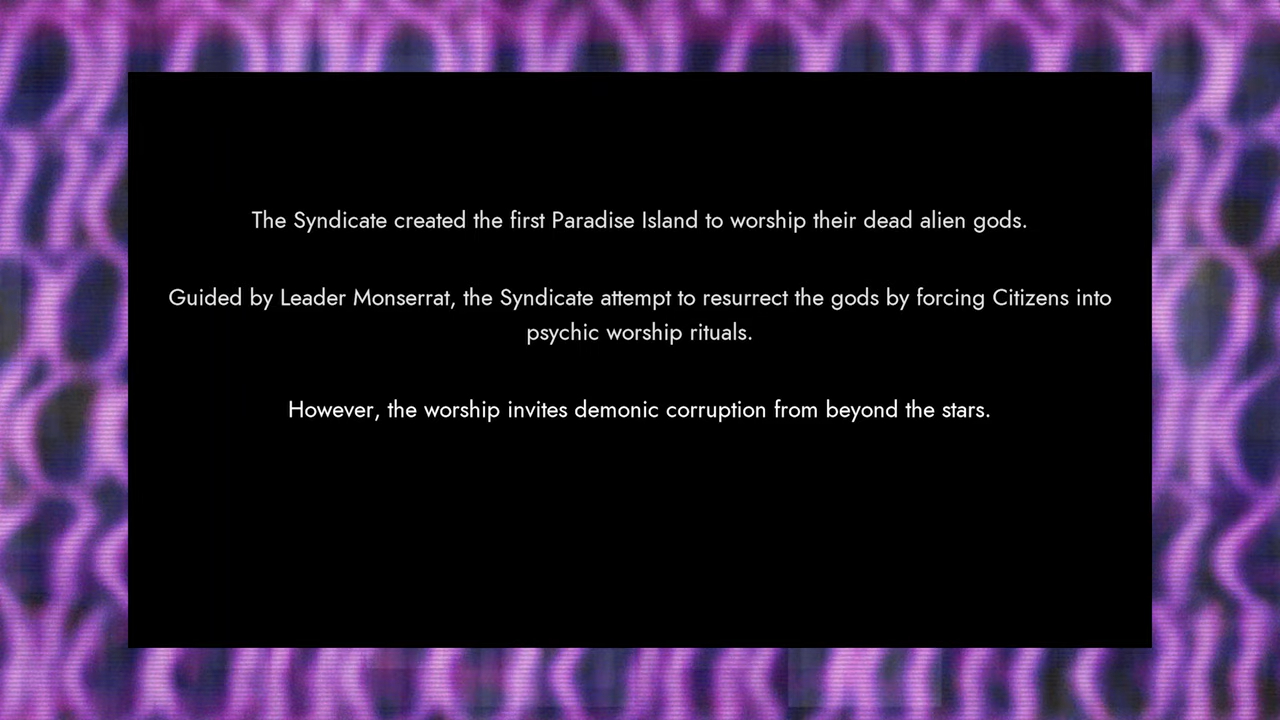 The Syndicate created the first Paradise Island to worship their dead alien gods.
Guided by Leader Monserrat, the Syndicate attempt to resurrect the gods by forcing Citizens into
psychic worship rituals.
However, the worship invites demonic corruption from beyond the stars.